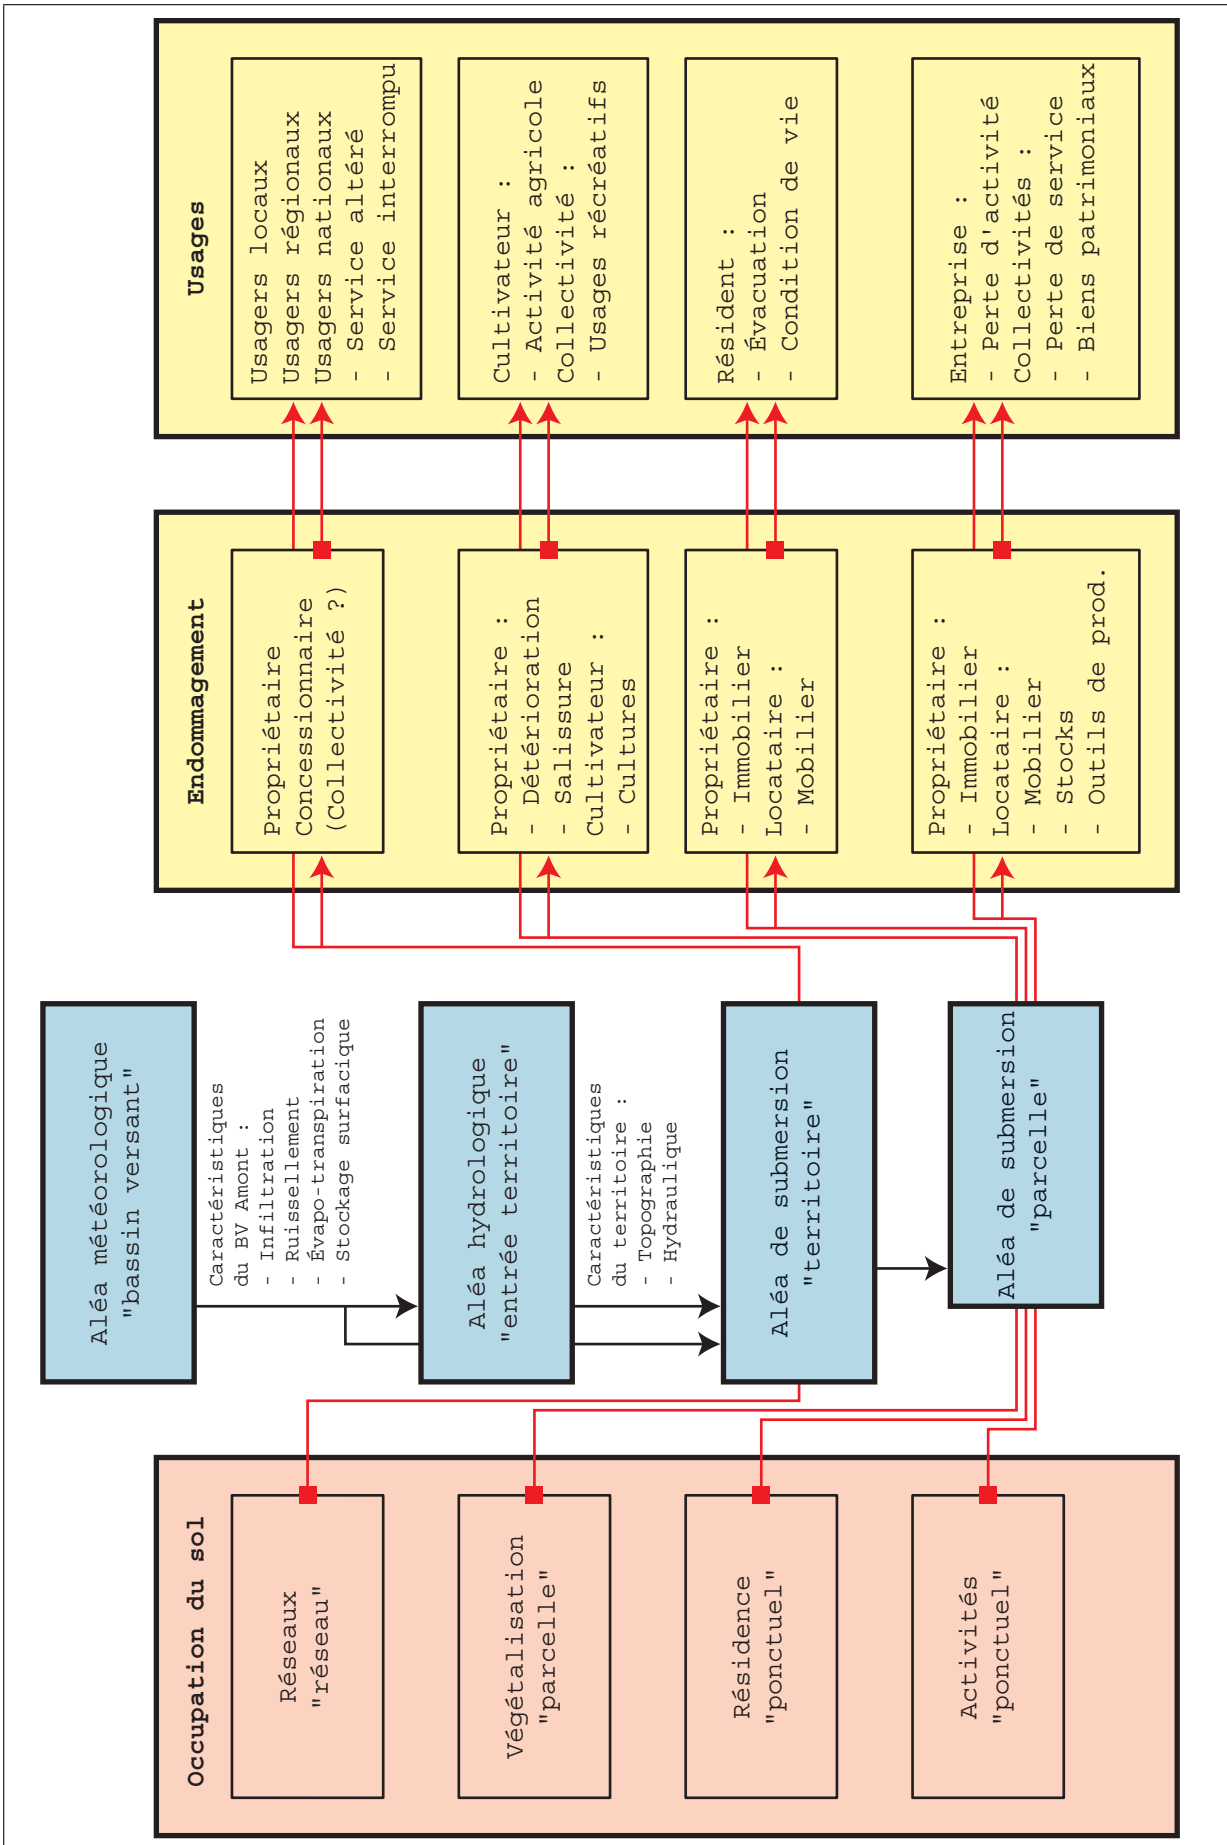 Occupation du sol
Réseaux
"réseau"
Végétalisation
"parcelle"
Résidence
"ponctuel"
Activités
"ponctuel"
Aléa météorologique
"bassin versant"
Caractéristiques
du BV Amont :
- Infiltration
- Ruissellement
- Évapo-transpiration
- Stockage surfacique
Aléa hydrologique
"entrée territoire"
Caractéristiques
du territoire :
- Topographie
- Hydraulique
Aléa de submersion
"territoire"
Aléa de submersion
"parcelle"
Endommagement
Propriétaire
Concessionnaire
(Collectivité ?)
Propriétaire :
- Détérioration
- Salissure
Cultivateur :
- Cultures
Propriétaire :
- Immobilier
Locataire :
- Mobilier
Propriétaire :
- Immobilier
Locataire :
- Mobilier
- Stocks
- Outils de prod.
Usages
Usagers locaux
Usagers régionaux
Usagers nationaux
- Service altéré
- Service interrompu
Cultivateur :
- Activité agricole
Collectivité :
- Usages récréatifs
Résident :
- Évacuation
- Condition de vie
Entreprise :
- Perte d'activité
Collectivités :
- Perte de service
- Biens patrimoniaux